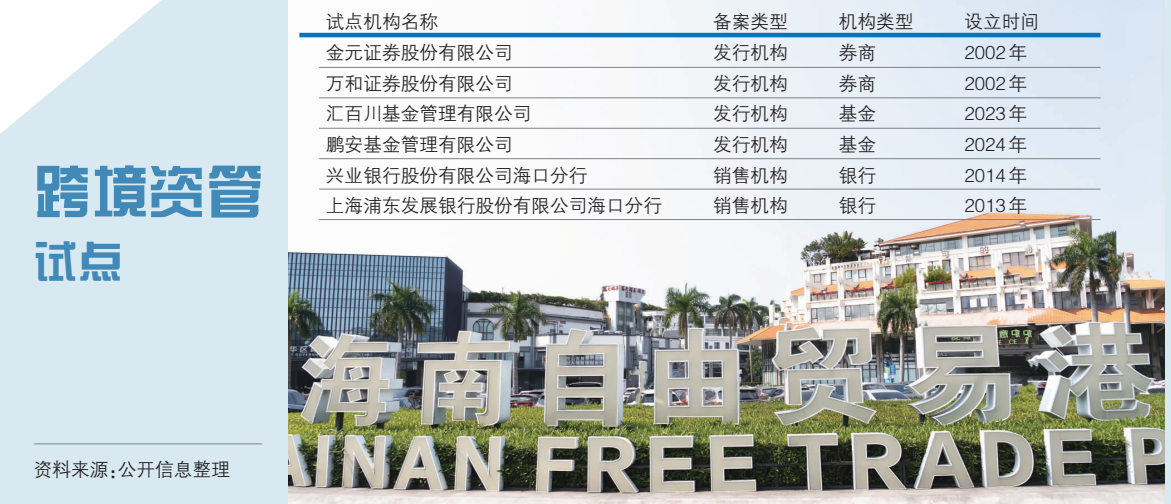 跨境资管
试点
资料来源:公开信息整理
试点机构名称 备案类型 机构类型 设立时间
金元证券股份有限公司 发行机构 券商 2002年
万和证券股份有限公司 发行机构 券商 2002年
汇百川基金管理有限公司 发行机构 基金 2023年
鹏安基金管理有限公司 发行机构 基金 2024年
兴业银行股份有限公司海口分行 销售机构 银行 2014年
上海浦东发展银行股份有限公司海口分行 销售机构 银行 2013年
海南自由贸易港
AINAN FREE TRADE P